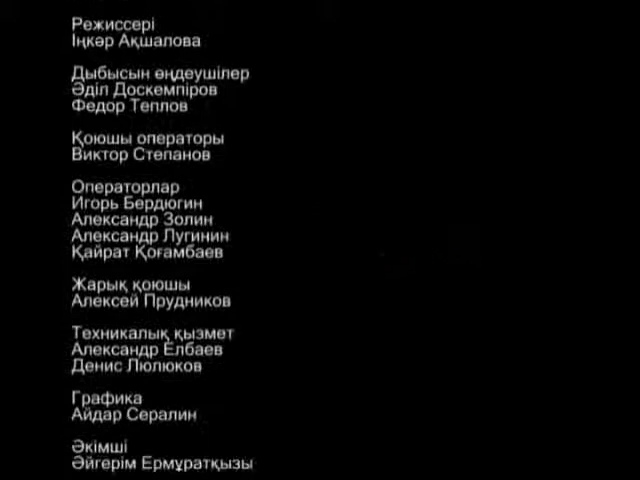 Режиссері
Іңкәр Ақшалова
Дыбысын өңдеушілер
Әділ Доскемпіров
Федор Теплов
Қоюшы операторы
Виктор Степанов
Операторлар
Игорь Бердюгин
Александр Золин
Александр Лугинин
Қайрат Қоғамбаев
Жарық қоюшы
Алексей Прудников
Техникалық қызмет
Александр Елбаев
Денис Люлюков
Графика
Айдар Сералин
Әкімші
Әйгерім Ермұратқызы